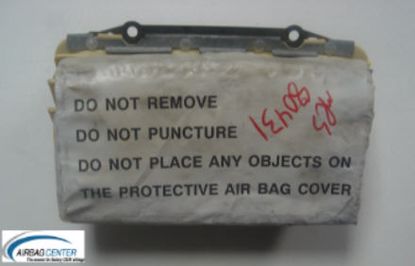 DO NOT REMOVE
DO NOT PUNCTURE
DO NOT PLACE ANY OBJECTS ON
THE PROTECTIVE AIR BAG COVER
AIRBAG CENTER